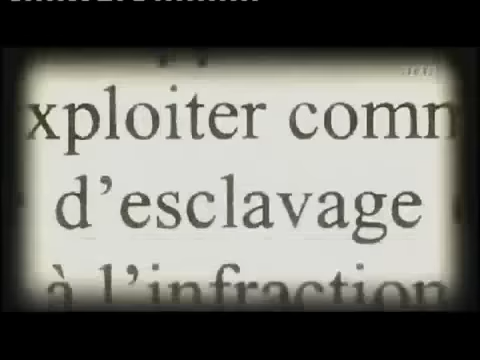 xploiter comm
d'esclavage
à l'infraction